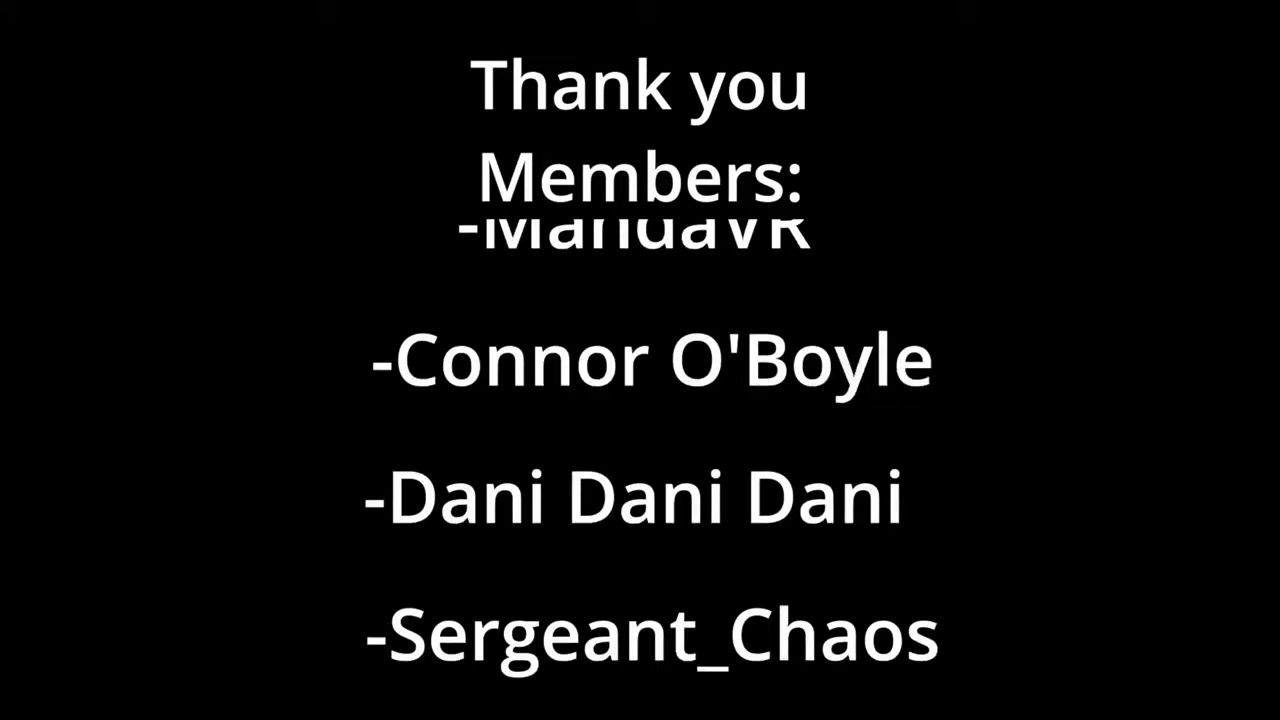 Thank you
Members:
-Connor O'Boyle
-Dani Dani Dani
-Sergeant_Chaos